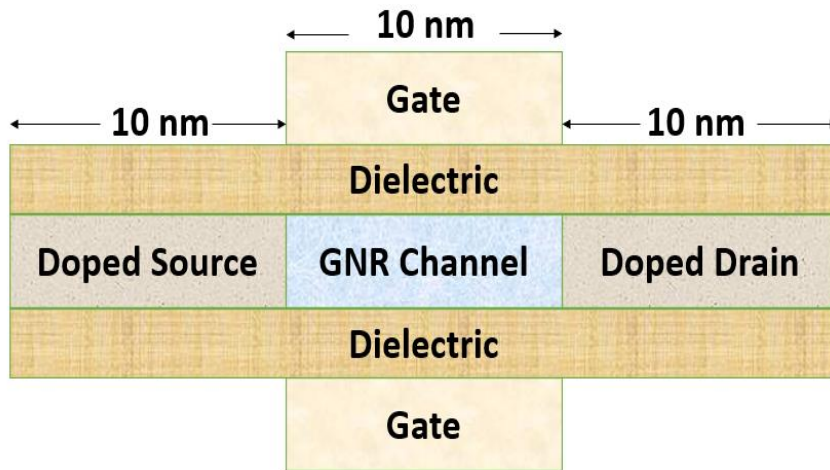 10 nm
Gate
10 nm
10 nm
Dielectric
Doped Source
GNR Channel
Doped Drain
Dielectric
Gate